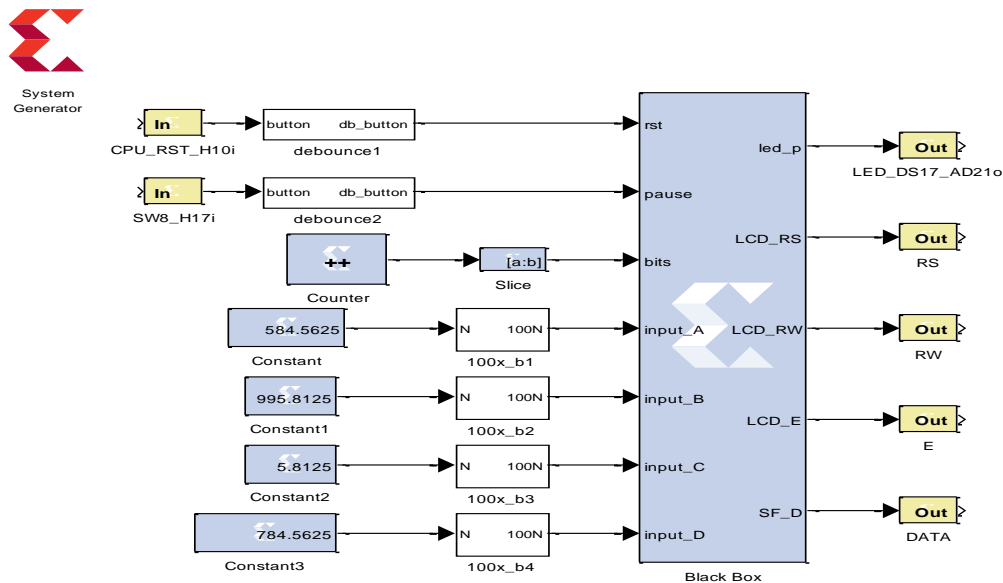 System
Generator
In
CPU_RST_H10i
button db_button
debounce1
In
SW8_H17i
button db_button
debounce2
++
Counter
[a:b]
Slice
584.5625
Constant
N 100N
100x_b1
995.8125
Constant1
N 100N
100x_b2
5.8125
Constant2
N 100N
100x_b3
784.5625
Constant3
N 100N
100x_b4
rst
pause
bits
input_A
input_B
input_C
input_D
led_p
LCD_RS
LCD_RW
LCD_E
SF_D
Black Box
Out
LED_DS17_AD21o
Out
RS
Out
RW
Out
E
Out
DATA